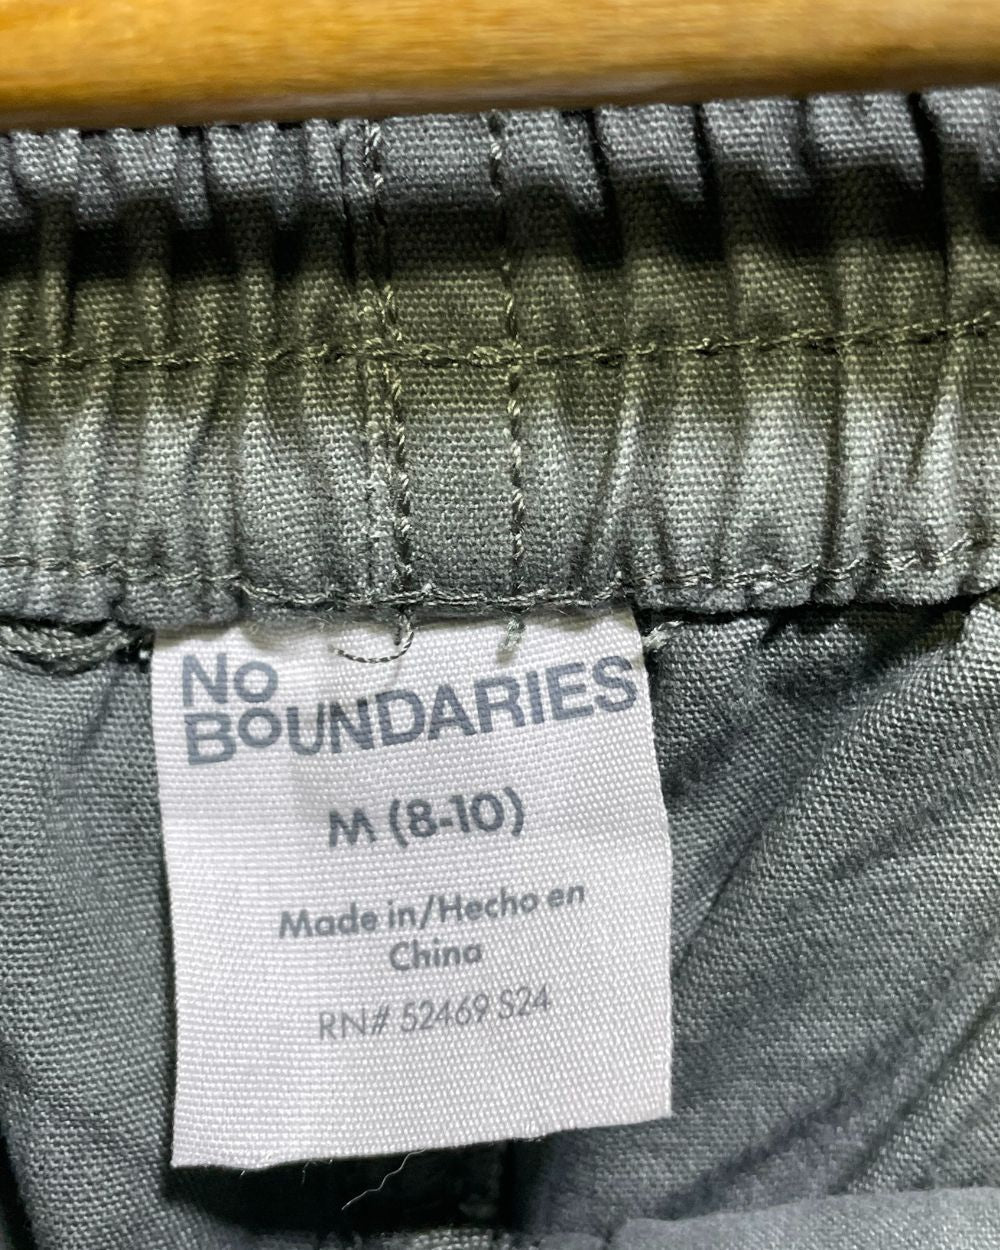 No
BoUNDARIES
M (8-10)
Made in/Hecho en
China
RN# 52469 S24